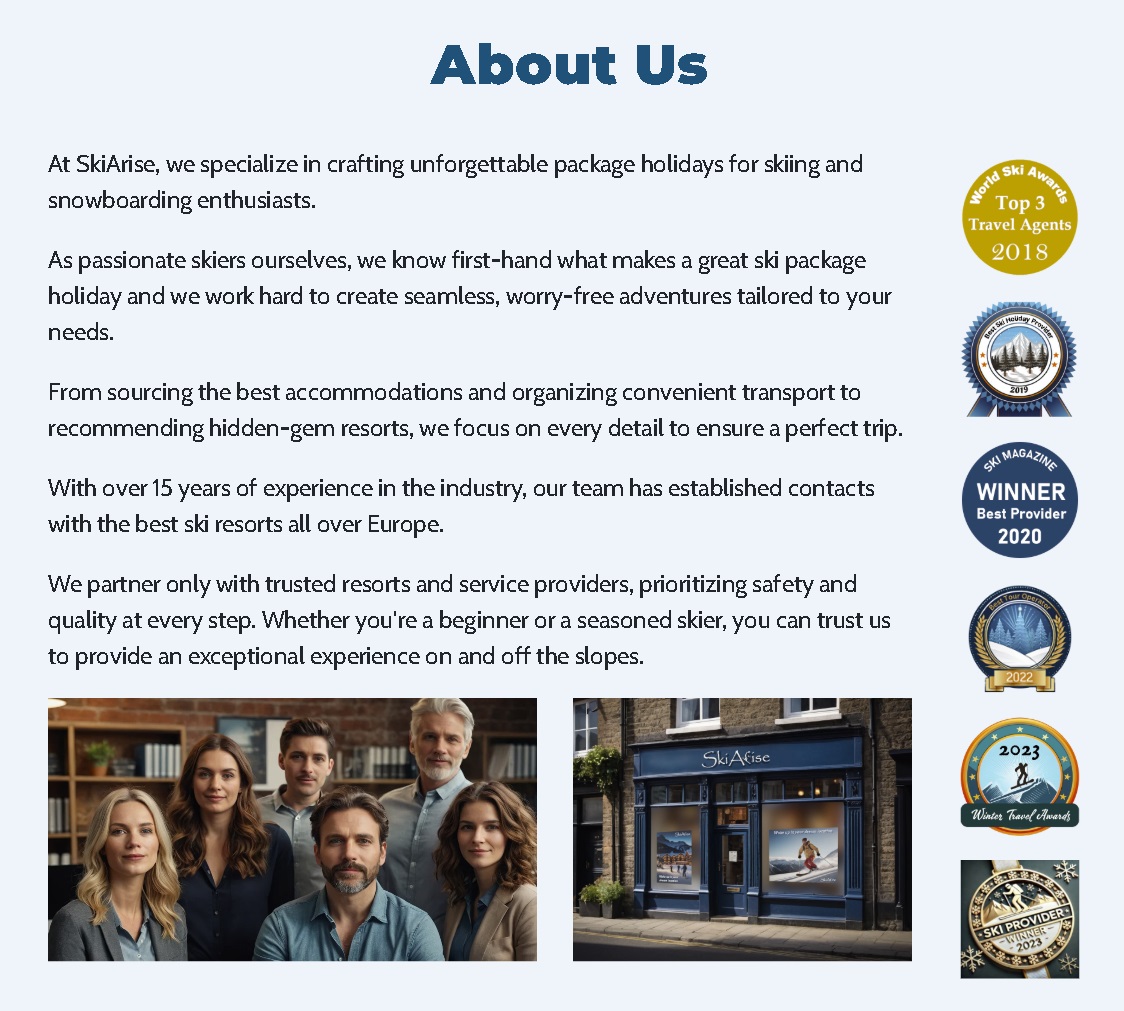 About Us
At SkiArise, we specialize in crafting unforgettable package holidays for skiing and
snowboarding enthusiasts.
As passionate skiers ourselves, we know first-hand what makes a great ski package
holiday and we work hard to create seamless, worry-free adventures tailored to your
needs.
From sourcing the best accommodations and organizing convenient transport to
recommending hidden-gem resorts, we focus on every detail to ensure a perfect trip.
With over 15 years of experience in the industry, our team has established contacts
with the best ski resorts all over Europe.
We partner only with trusted resorts and service providers, prioritizing safety and
quality at every step. Whether you're a beginner or a seasoned skier, you can trust us
to provide an exceptional experience on and off the slopes.
SkiArise
World Ski Awards
Top 3
Travel Agents
2018
Best Ski Holiday Provider
2019
SKI MAGAZINE
WINNER
Best Provider
2020
Best Tour Operator
2022
2023
Winter Travel Awards
SKI PROVIDER
WINNER
2023